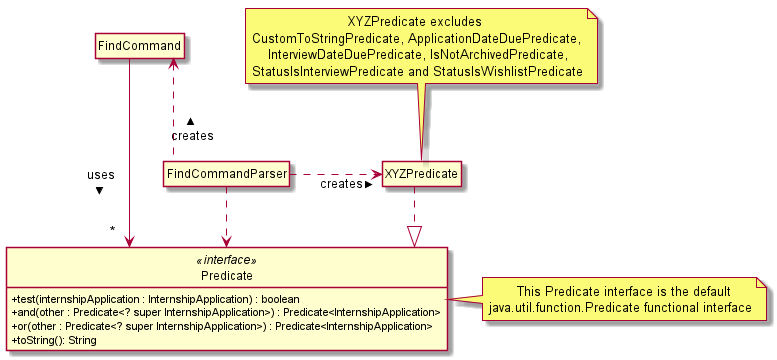 XYZPredicate excludes
CustomToStringPredicate, ApplicationDateDuePredicate,
InterviewDateDuePredicate, IsNotArchivedPredicate,
StatusIsInterviewPredicate and StatusIsWishlistPredicate
FindCommand
▲
creates
uses
▼
FindCommandParser
creates►
XYZPredicate
*
«interface»
Predicate
+test(internshipApplication : InternshipApplication) : boolean
+and(other : Predicate<? super InternshipApplication>) : Predicate<InternshipApplication>
+or(other : Predicate<? super InternshipApplication>) : Predicate<InternshipApplication>
+toString(): String
This Predicate interface is the default
java.util.function.Predicate functional interface